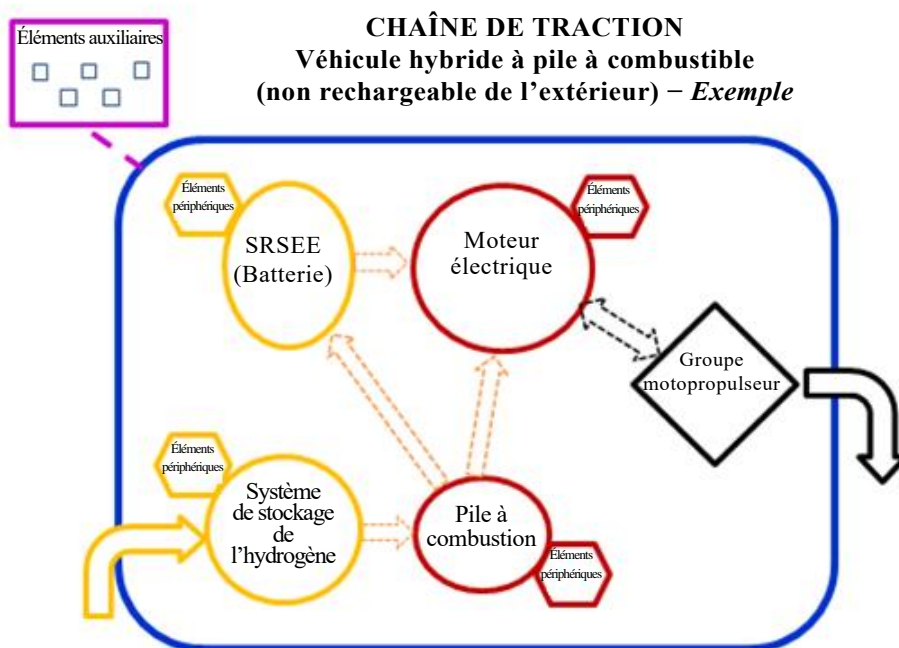 CHAÎNE DE TRACTION
Véhicule hybride à pile à combustible
(non rechargeable de l’extérieur) − Exemple
Éléments auxiliaires
Éléments
périphériques
SRSEE
(Batterie)
Moteur
électrique
Éléments
périphériques
Groupe
motopropulseur
Éléments
périphériques
Système
de stockage
de
l’hydrogène
Pile à
combustion
Éléments
périphériques